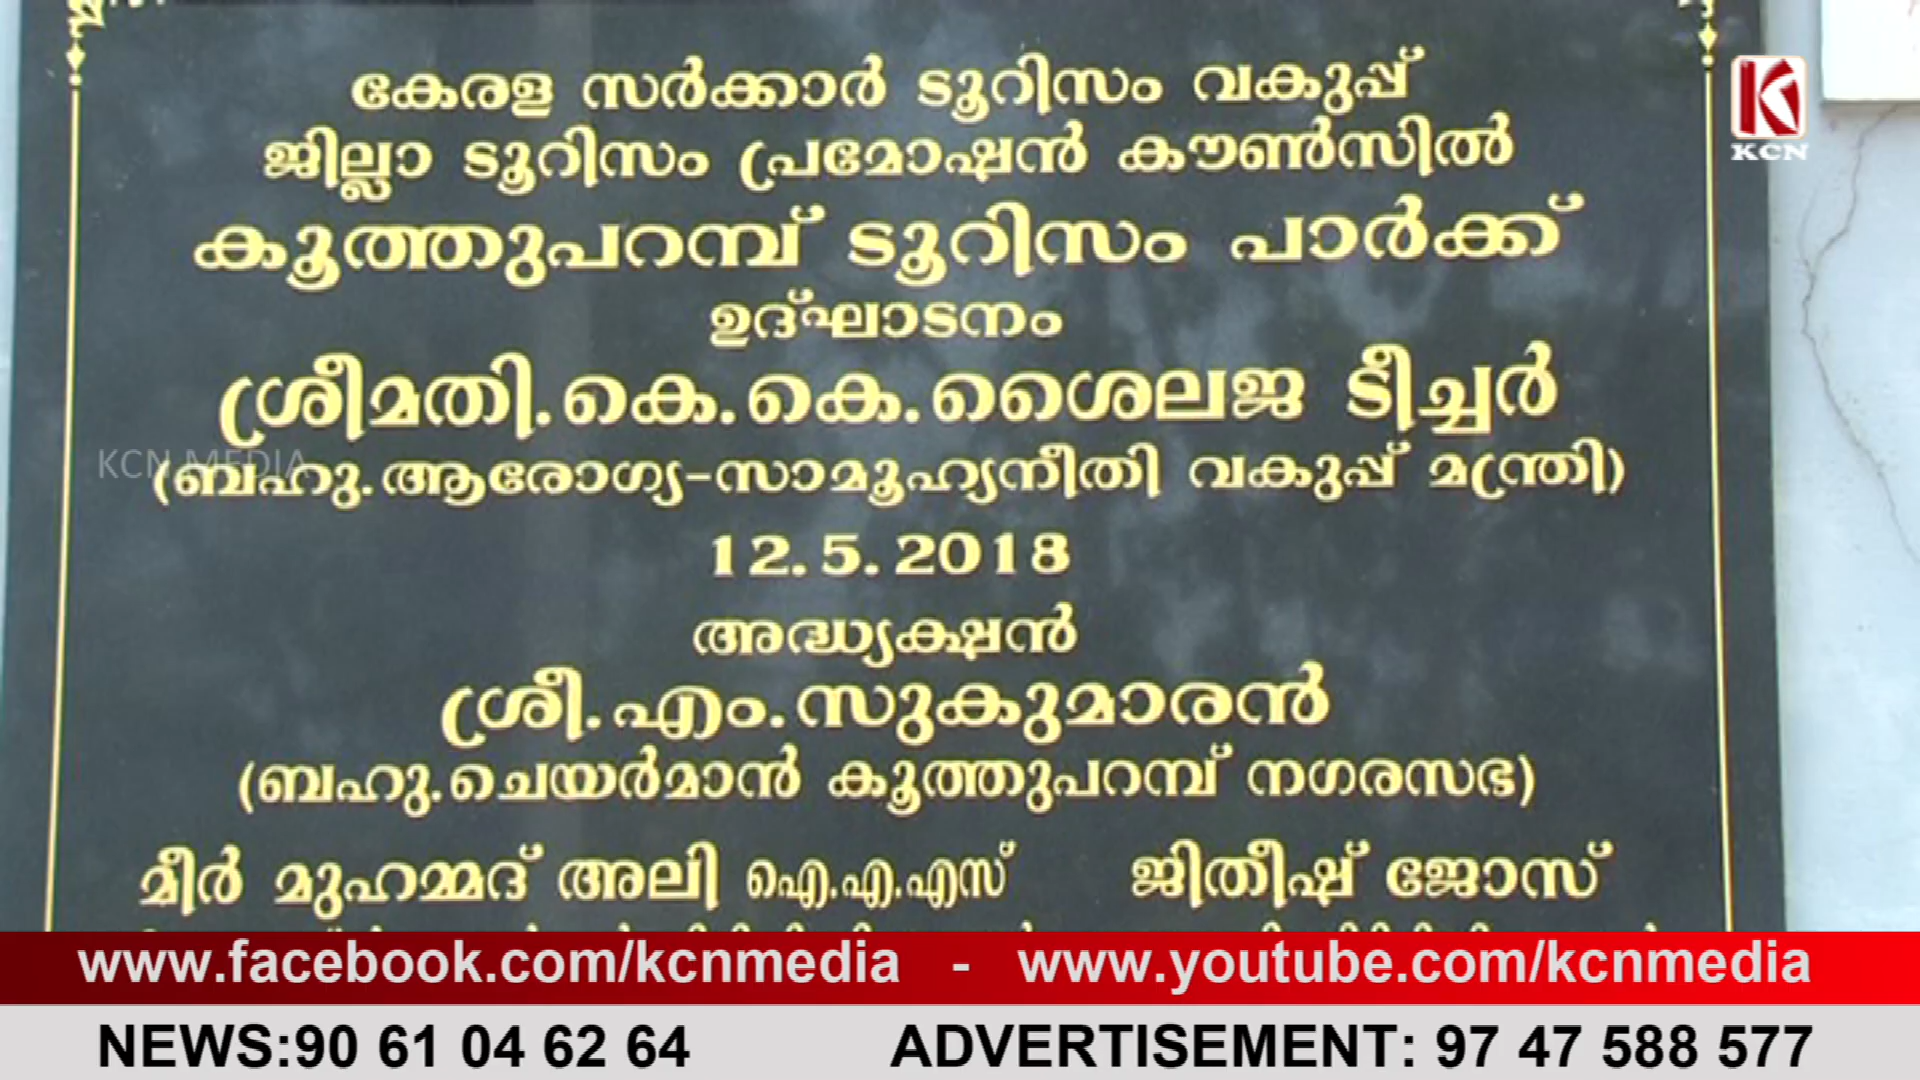 കേരള സർക്കാർ ടൂറിസം വകുപ്പ്
ജില്ലാ ടൂറിസം പ്രമോഷൻ കൗൺസിൽ
കൂത്തുപറമ്പ് ടൂറിസം പാർക്ക്
ഉദ്ഘാടനം
ശ്രീമതി.കെ.കെ.ശൈലജ ടീച്ചർ
(ബഹു.ആരോഗ്യ-സാമൂഹ്യനീതി വകുപ്പ് മന്ത്രി)
12.5.2018
അദ്ധ്യക്ഷൻ
ശ്രീ.എം.സുകുമാരൻ
(ബഹു.ചെയർമാൻ കൂത്തുപറമ്പ് നഗരസഭ)
മീർ മുഹമ്മദ് അലി ഐ.എ.എസ് ജിതീഷ് ജോസ്
KCN
KCN MEDIA
www.facebook.com/kcnmedia - www.youtube.com/kcnmedia
NEWS:90 61 04 62 64 ADVERTISEMENT: 97 47 588 577